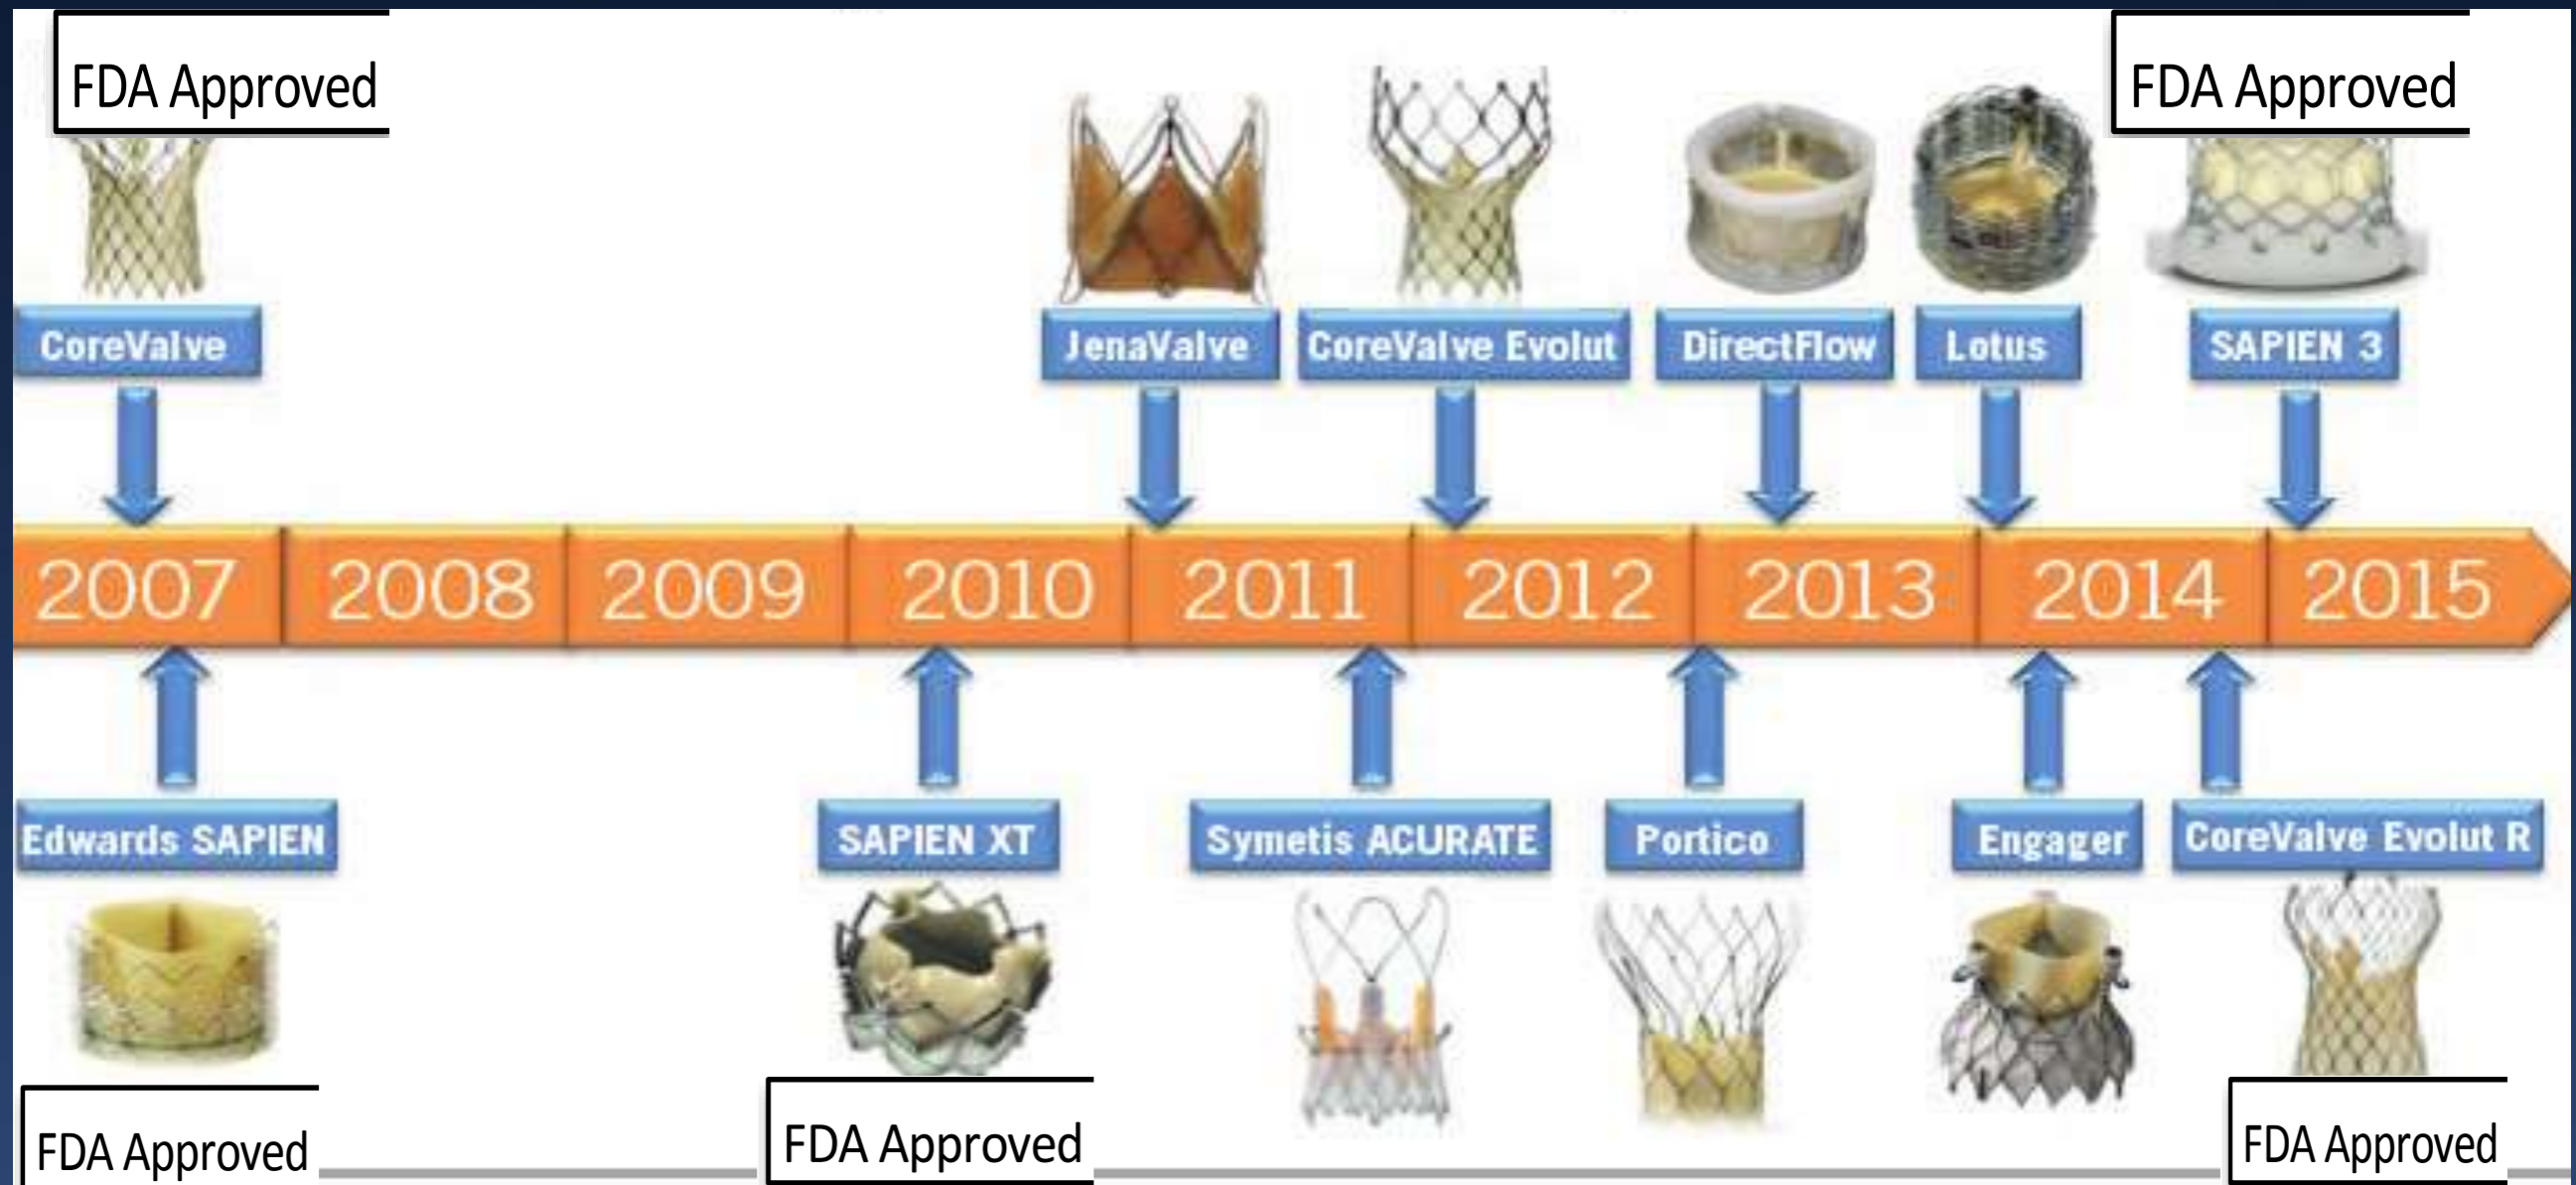 FDA Approved
FDA Approved
CoreValve
JenaValve
CoreValve Evolut
DirectFlow
Lotus
SAPIEN 3
2007
2008
2009
2010
2011
2012
2013
2014
2015
Edwards SAPIEN
SAPIEN XT
Symetis ACURATE
Portico
Engager
CoreValve Evolut R
FDA Approved
FDA Approved
FDA Approved